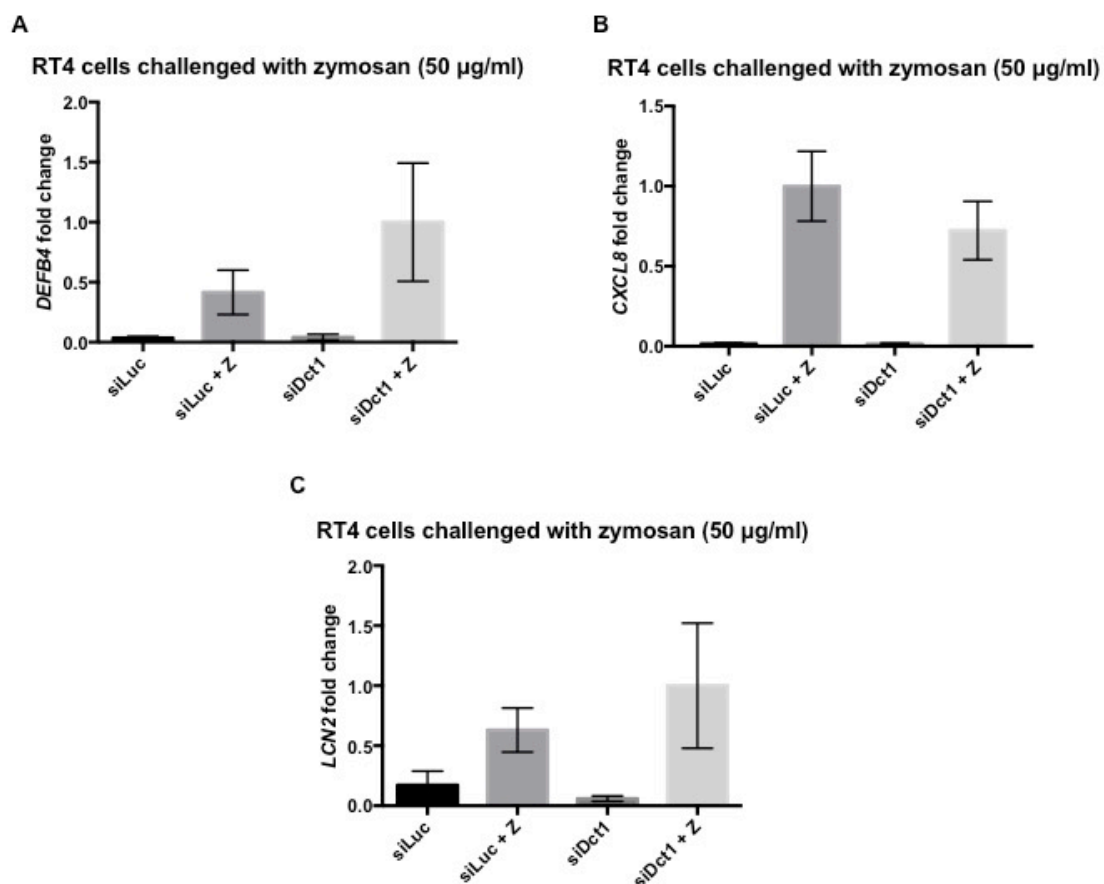 A
RT4 cells challenged with zymosan (50 µg/ml)
DEFB4 fold change
2.0
1.5
1.0
0.5
0.0
siLuc
siLuc + Z
siDct1
siDct1 + Z
B
RT4 cells challenged with zymosan (50 µg/ml)
CXCL8 fold change
1.5
1.0
0.5
0.0
siLuc
siLuc + Z
siDct1
siDct1 + Z
C
RT4 cells challenged with zymosan (50 µg/ml)
LCN2 fold change
2.0
1.5
1.0
0.5
0.0
siLuc
siLuc + Z
siDct1
siDct1 + Z